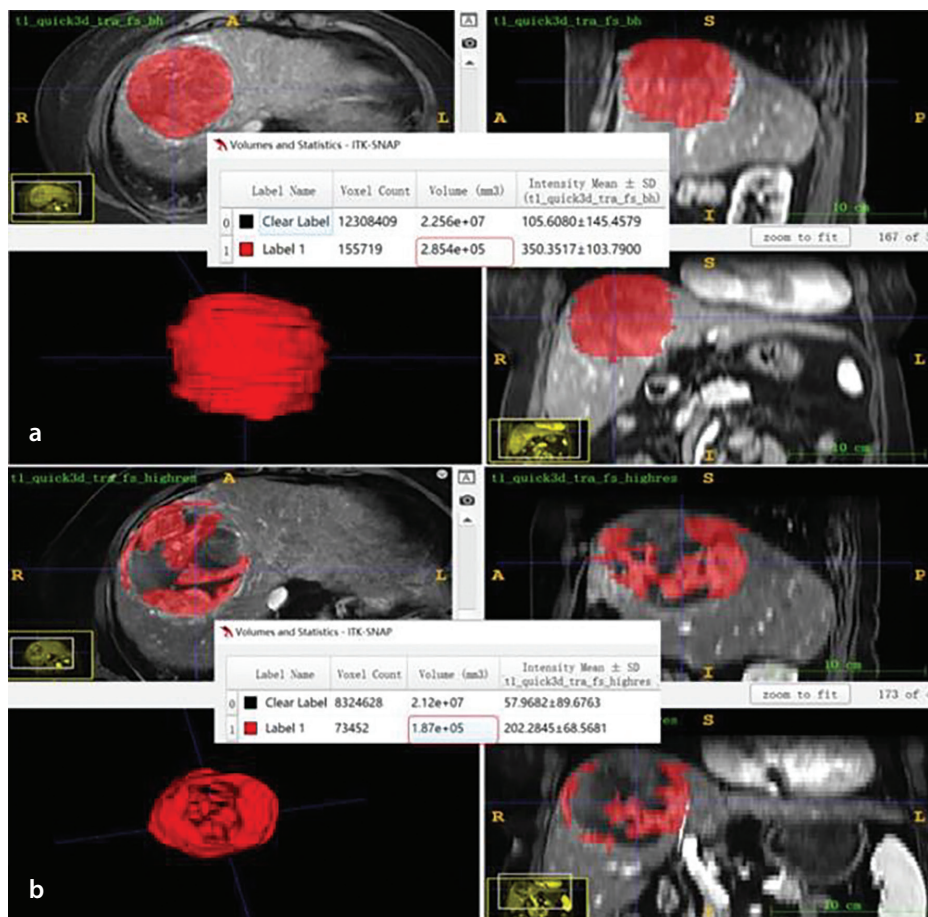 t1_quick3d_tra_fs_bh
A
A
S
R
L
A
P
Volumes and Statistics - ITK-SNAP
Label Name Voxel Count Volume (mm3) Intensity Mean ± SD
(t1_quick3d_tra_fs_bh)
0 Clear Label 12308409 2.256e+07 105.6080±145.4579
1 Label 1 155719 2.854e+05 350.3517±103.7900
I
10 cm
zoom to fit
167 of
S
R
L
10 cm
a
t1_quick3d_tra_fs_highres
A
A
t1_quick3d_tra_fs_highres
S
R
L
A
P
Volumes and Statistics - ITK-SNAP
Label Name Voxel Count Volume (mm3) Intensity Mean ± SD
t1_quick3d_tra_fs_highres
0 Clear Label 8324628 2.12e+07 57.9682±89.6763
1 Label 1 73452 1.87e+05 202.2845±68.5681
I
10 cm
zoom to fit
173 of
S
R
L
10 cm
b